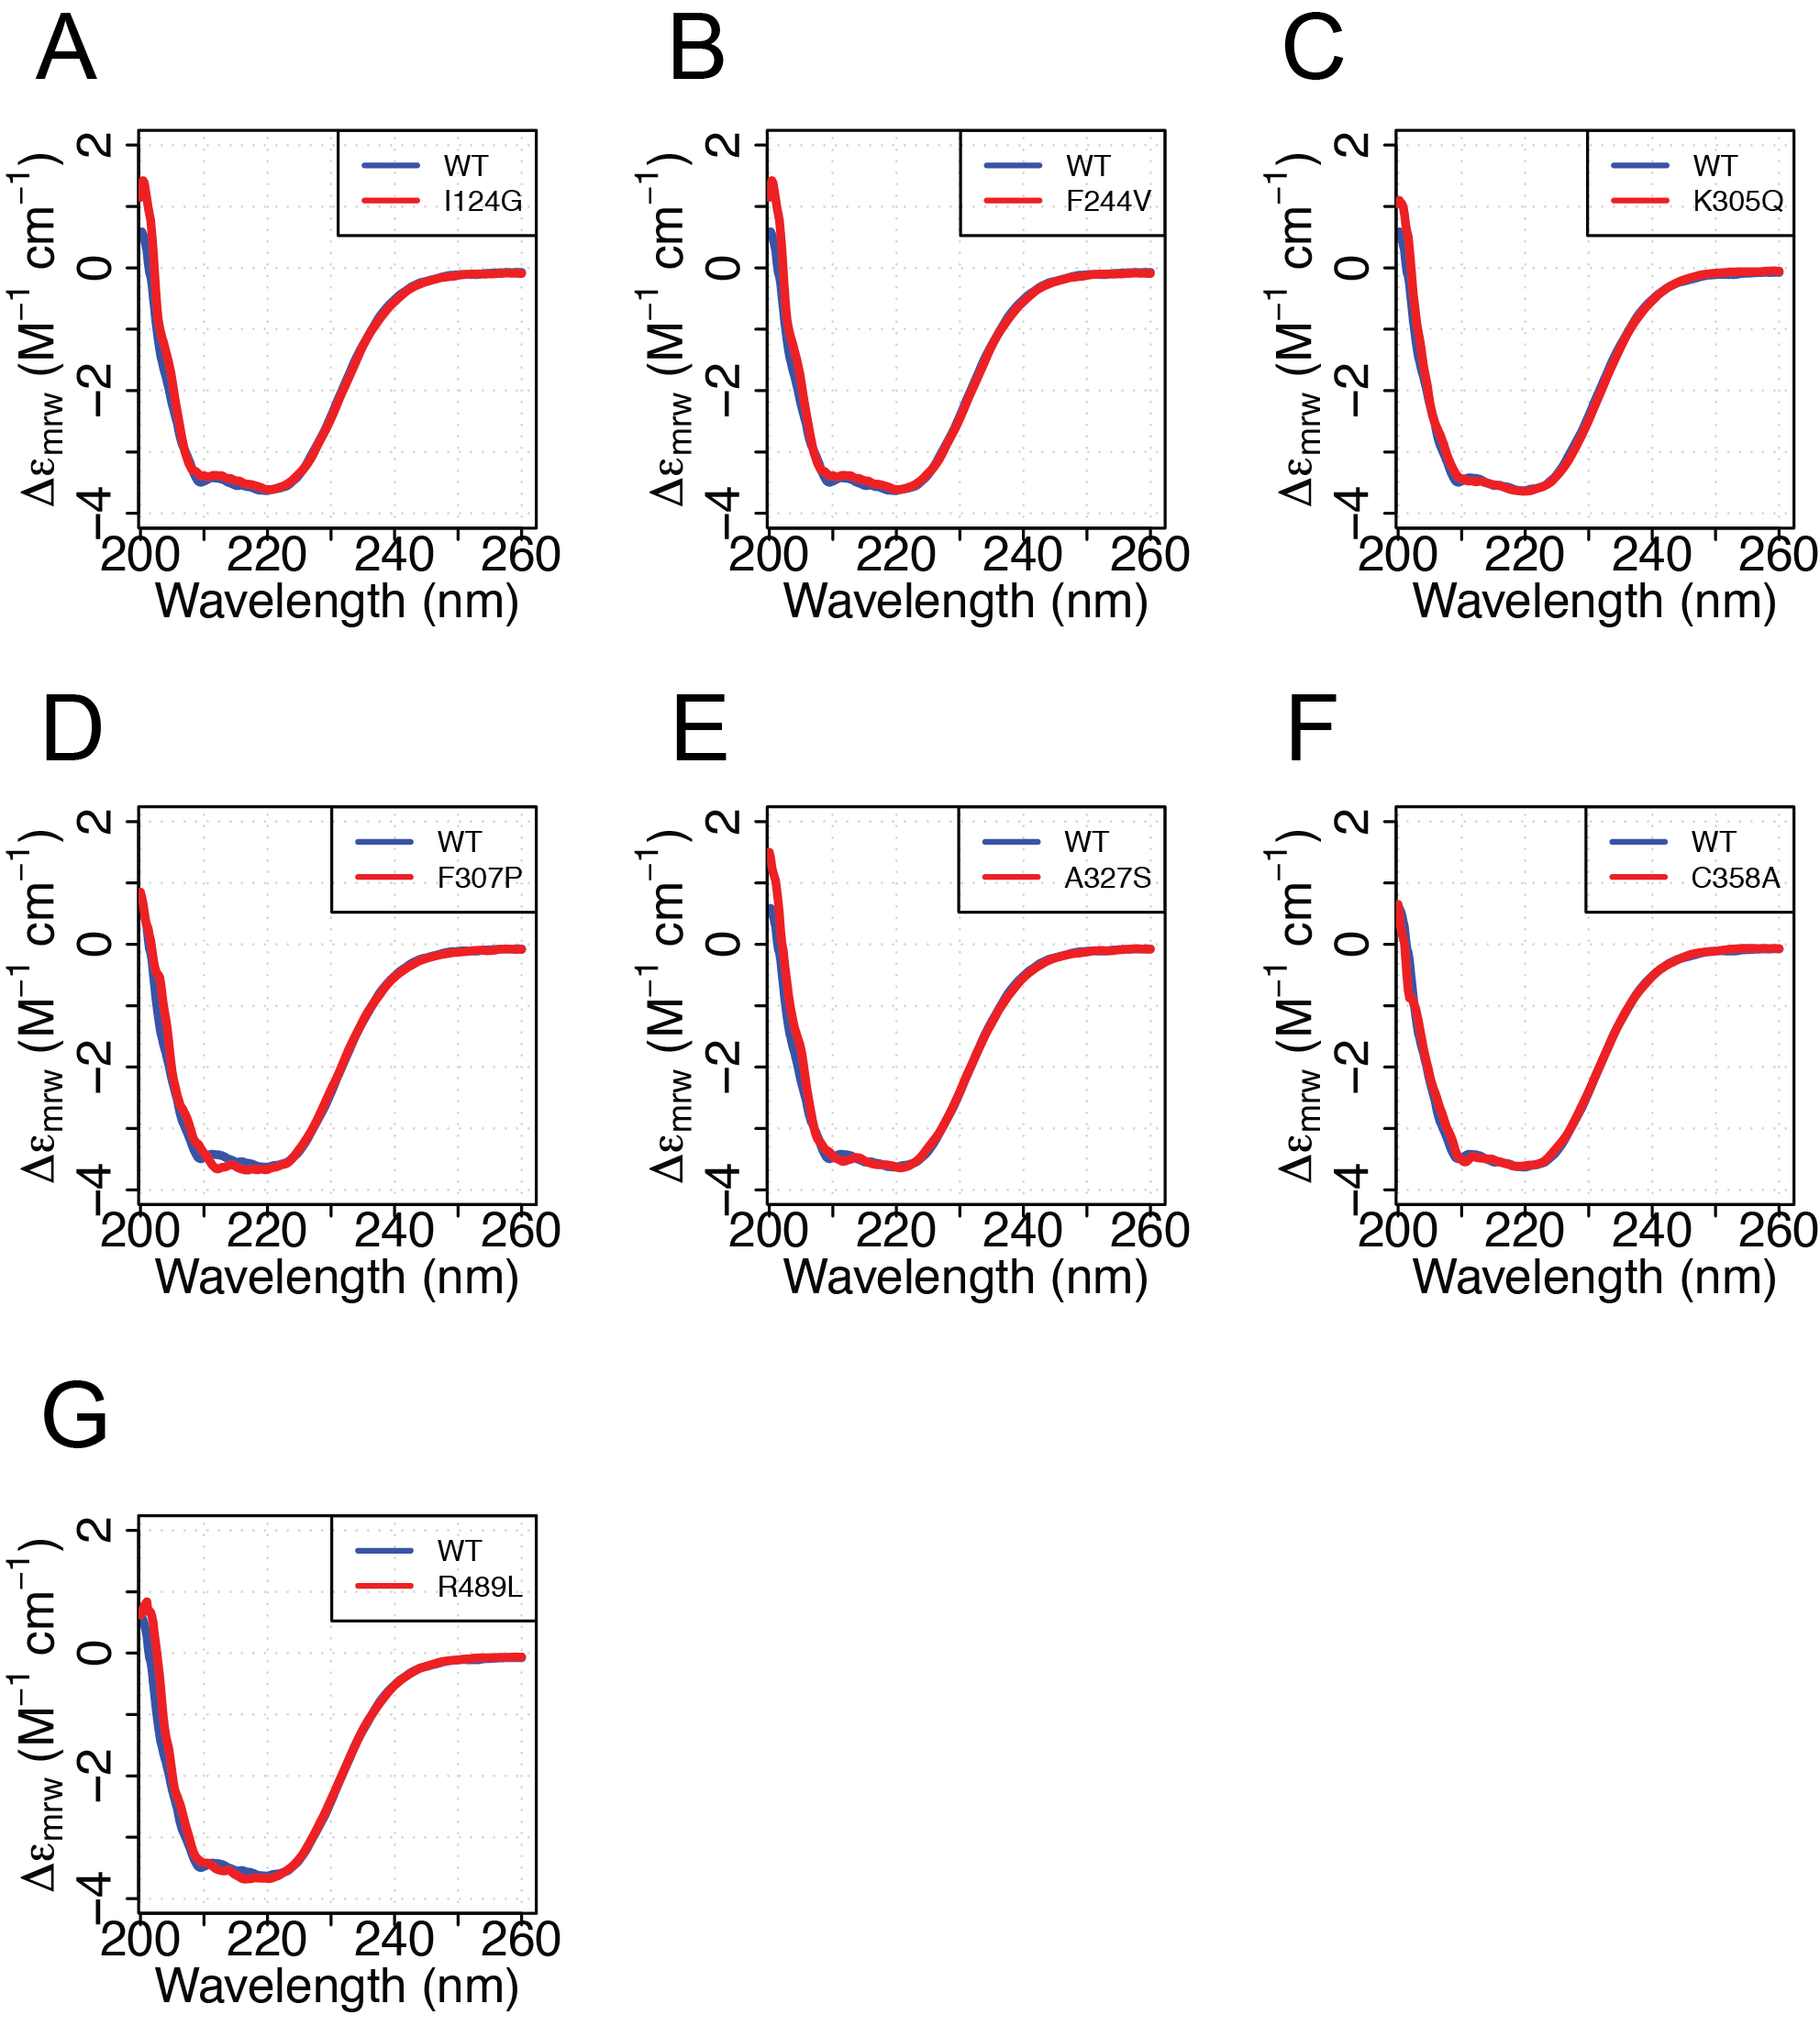 A
B
C
2
0
−2
−4
Δεmrw (M−1 cm−1)
WT
I124G
200 220 240 260
Wavelength (nm)
2
0
−2
−4
Δεmrw (M−1 cm−1)
WT
F244V
200 220 240 260
Wavelength (nm)
2
0
−2
−4
Δεmrw (M−1 cm−1)
WT
K305Q
200 220 240 260
Wavelength (nm)
D
E
F
2
0
−2
−4
Δεmrw (M−1 cm−1)
WT
F307P
200 220 240 260
Wavelength (nm)
2
0
−2
−4
Δεmrw (M−1 cm−1)
WT
A327S
200 220 240 260
Wavelength (nm)
2
0
−2
−4
Δεmrw (M−1 cm−1)
WT
C358A
200 220 240 260
Wavelength (nm)
G
2
0
−2
−4
Δεmrw (M−1 cm−1)
WT
R489L
200 220 240 260
Wavelength (nm)